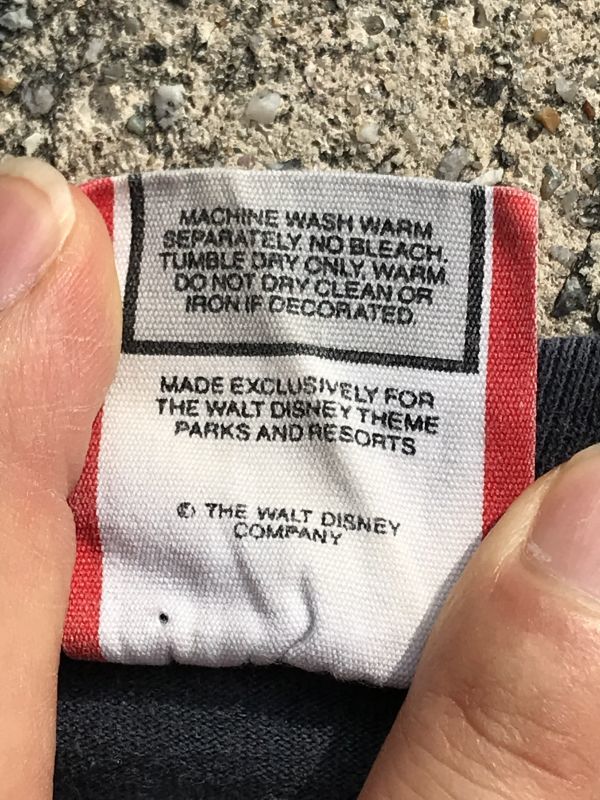 MACHINE WASH WARM
SEPARATELY. NO BLEACH.
TUMBLE DRY ONLY, WARM.
DO NOT DRY CLEAN OR
IRON IF DECORATED
MADE EXCLUSIVELY FOR
THE WALT DISNEY THEME
PARKS AND RESORTS
© THE WALT DISNEY
COMPANY